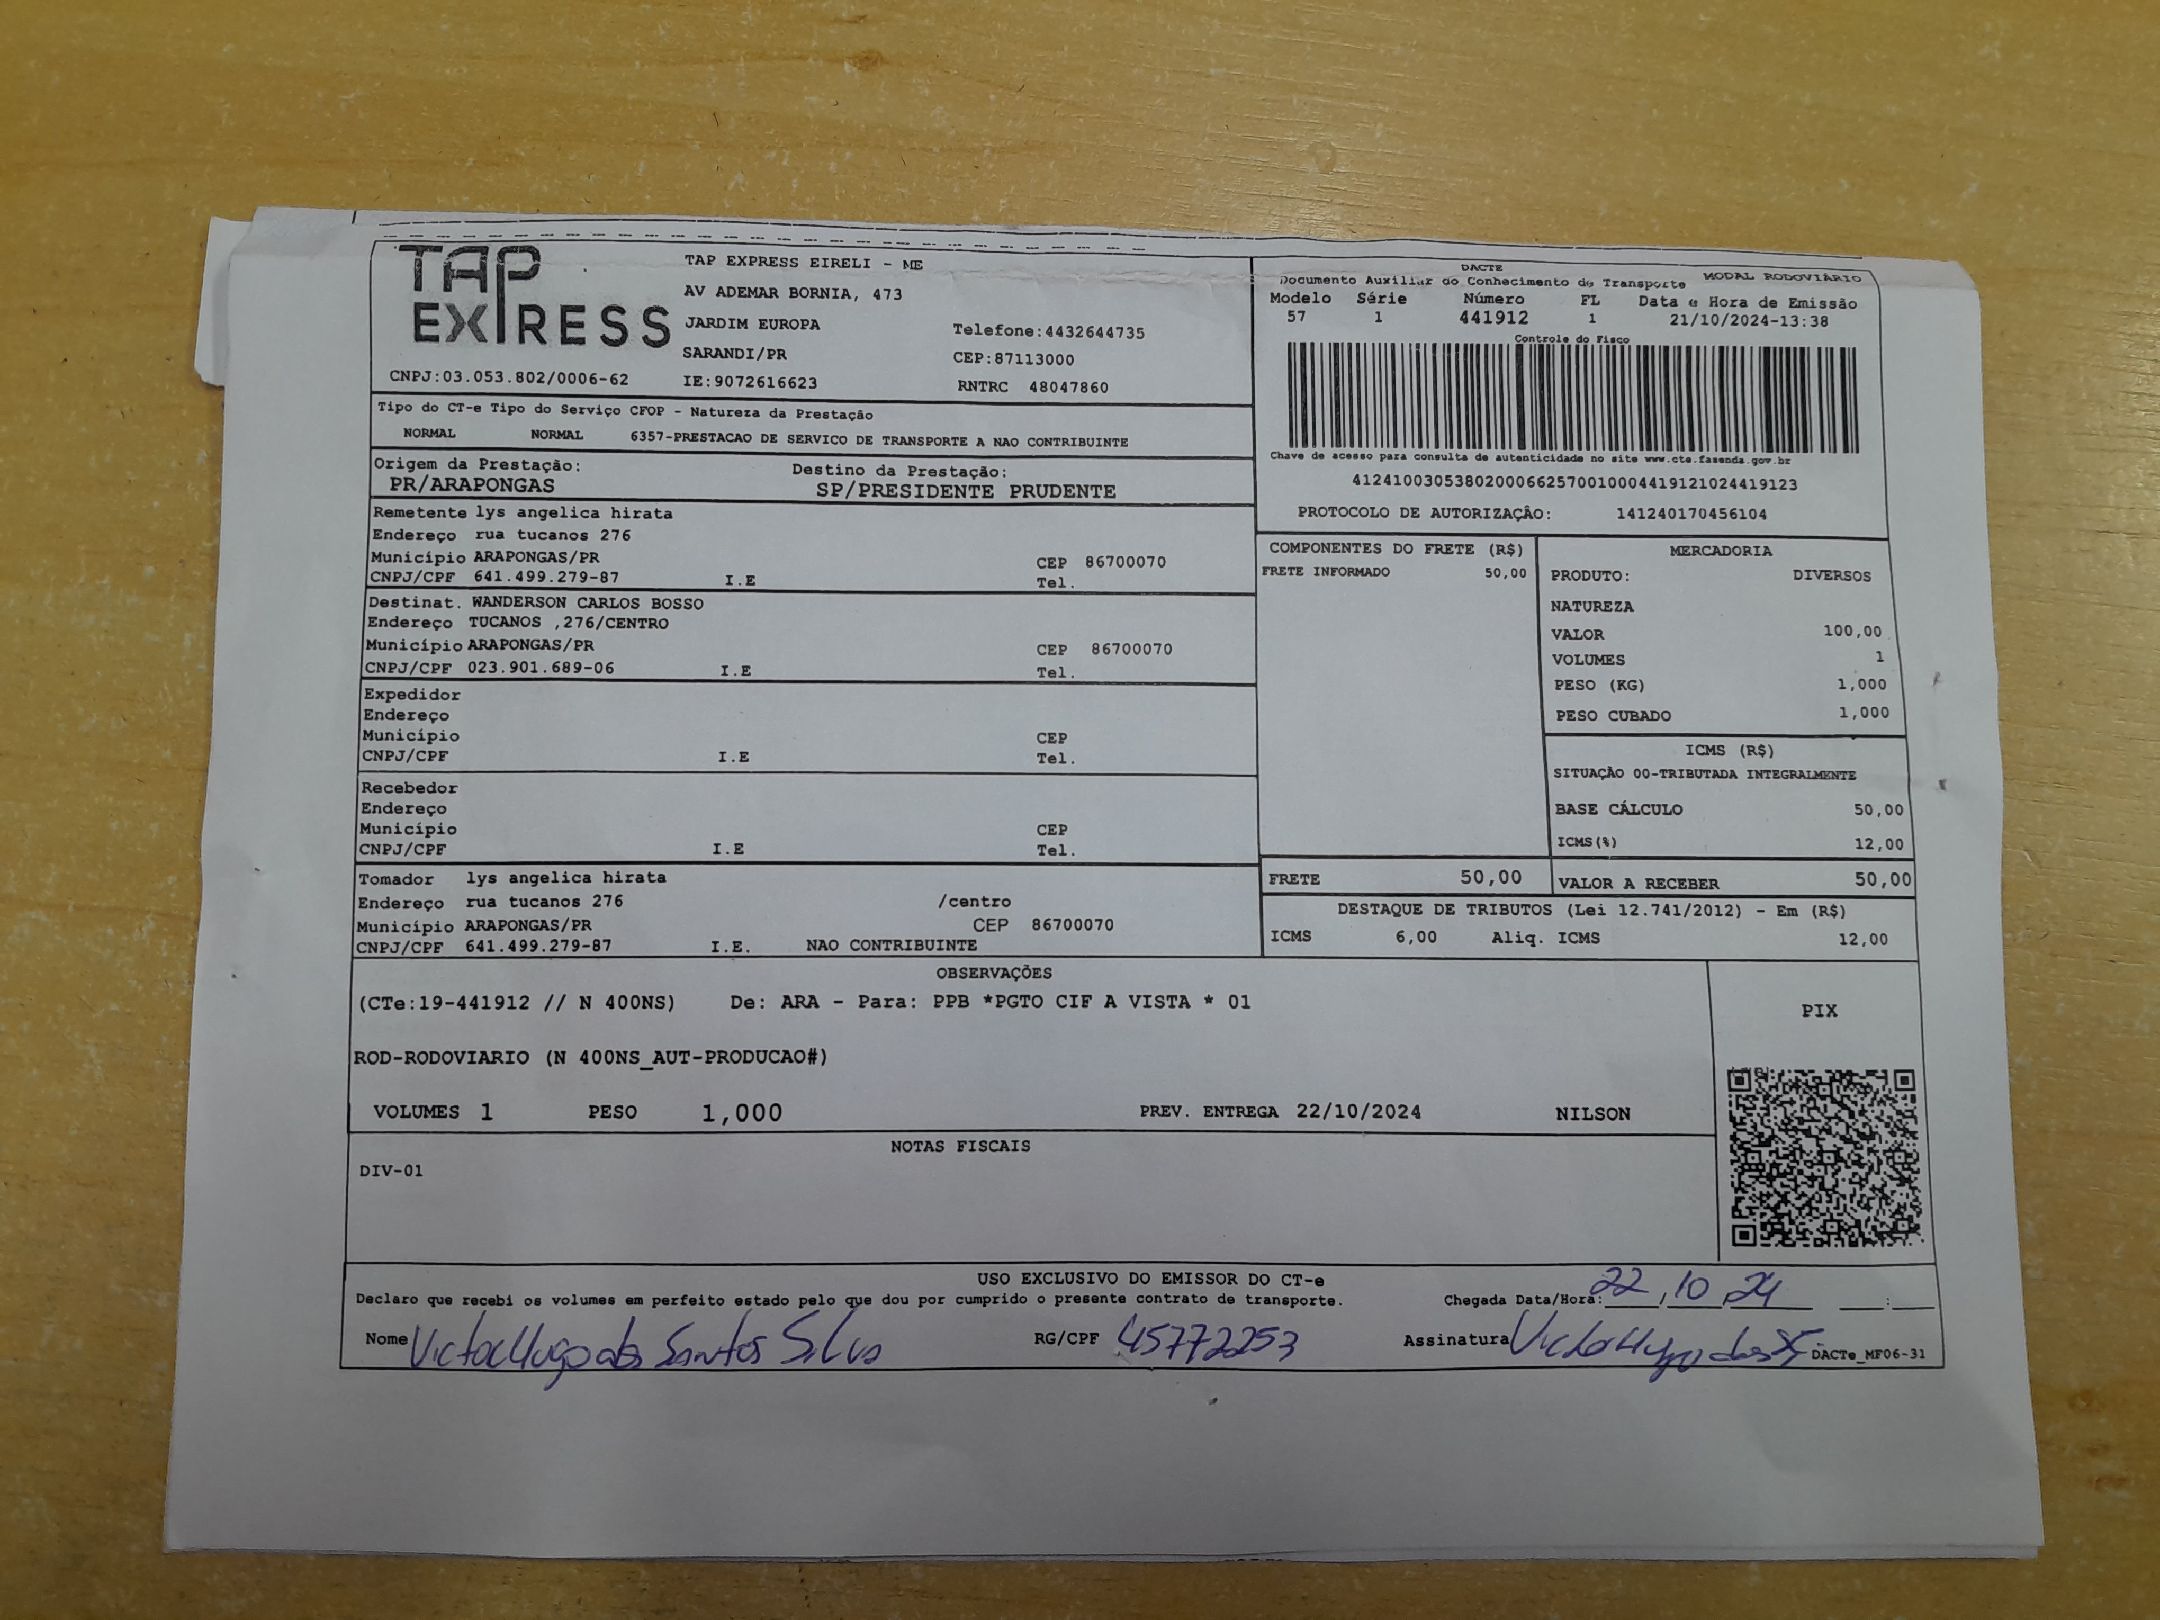 TAP EXPRESS
TAP EXPRESS EIRELI - ME
AV ADEMAR BORNIA, 473
JARDIM EUROPA
Telefone:4432644735
SARANDI/PR
CEP:87113000
CNPJ:03.053.802/0006-62
IE:9072616623
RNTRC 48047860
DACTE
MODAL RODOVIÁRIO
Documento Auxiliar do Conhecimento de Transporte
Modelo Série Número FL Data e Hora de Emissão
57 1 441912 1 21/10/2024-13:38
Controle do Fisco
Chave de acesso para consulta de autenticidade no site www.cte.fasenda.gov.br
41241003053802000662570010004419121024419123
PROTOCOLO DE AUTORIZAÇÂO: 141240170456104
Tipo do CT-e Tipo do Serviço CFOP - Natureza da Prestação
NORMAL NORMAL 6357-PRESTACAO DE SERVICO DE TRANSPORTE A NAO CONTRIBUINTE
Origem da Prestação: Destino da Prestação:
PR/ARAPONGAS SP/PRESIDENTE PRUDENTE
Remetente lys angelica hirata
Endereço rua tucanos 276
Município ARAPONGAS/PR CEP 86700070
CNPJ/CPF 641.499.279-87 I.E Tel.
Destinat. WANDERSON CARLOS BOSSO
Endereço TUCANOS ,276/CENTRO
Município ARAPONGAS/PR CEP 86700070
CNPJ/CPF 023.901.689-06 I.E Tel.
Expedidor
Endereço
Município CEP
CNPJ/CPF I.E Tel.
Recebedor
Endereço
Município CEP
CNPJ/CPF I.E Tel.
Tomador lys angelica hirata
Endereço rua tucanos 276 /centro
Município ARAPONGAS/PR CEP 86700070
CNPJ/CPF 641.499.279-87 I.E. NAO CONTRIBUINTE
COMPONENTES DO FRETE (R$)
FRETE INFORMADO 50,00
MERCADORIA
PRODUTO: DIVERSOS
NATUREZA
VALOR 100,00
VOLUMES 1
PESO (KG) 1,000
PESO CUBADO 1,000
ICMS (R$)
SITUAÇÃO 00-TRIBUTADA INTEGRALMENTE
BASE CÁLCULO 50,00
ICMS(%) 12,00
FRETE 50,00 VALOR A RECEBER 50,00
DESTAQUE DE TRIBUTOS (Lei 12.741/2012) - Em (R$)
ICMS 6,00 Aliq. ICMS 12,00
OBSERVAÇÕES
(CTe:19-441912 // N 400NS) De: ARA - Para: PPB *PGTO CIF A VISTA * 01
ROD-RODOVIARIO (N 400NS_AUT-PRODUCAO#)
VOLUMES 1 PESO 1,000 PREV. ENTREGA 22/10/2024 NILSON
PIX
NOTAS FISCAIS
DIV-01
USO EXCLUSIVO DO EMISSOR DO CT-e
Declaro que recebi os volumes em perfeito estado pelo que dou por cumprido o presente contrato de transporte.
Chegada Data/Hora: 22,10,24 :
Nome Victor Hugo dos Santos Silva RG/CPF 45772253 Assinatura Victor Hugo dos
DACTe_MF06-31